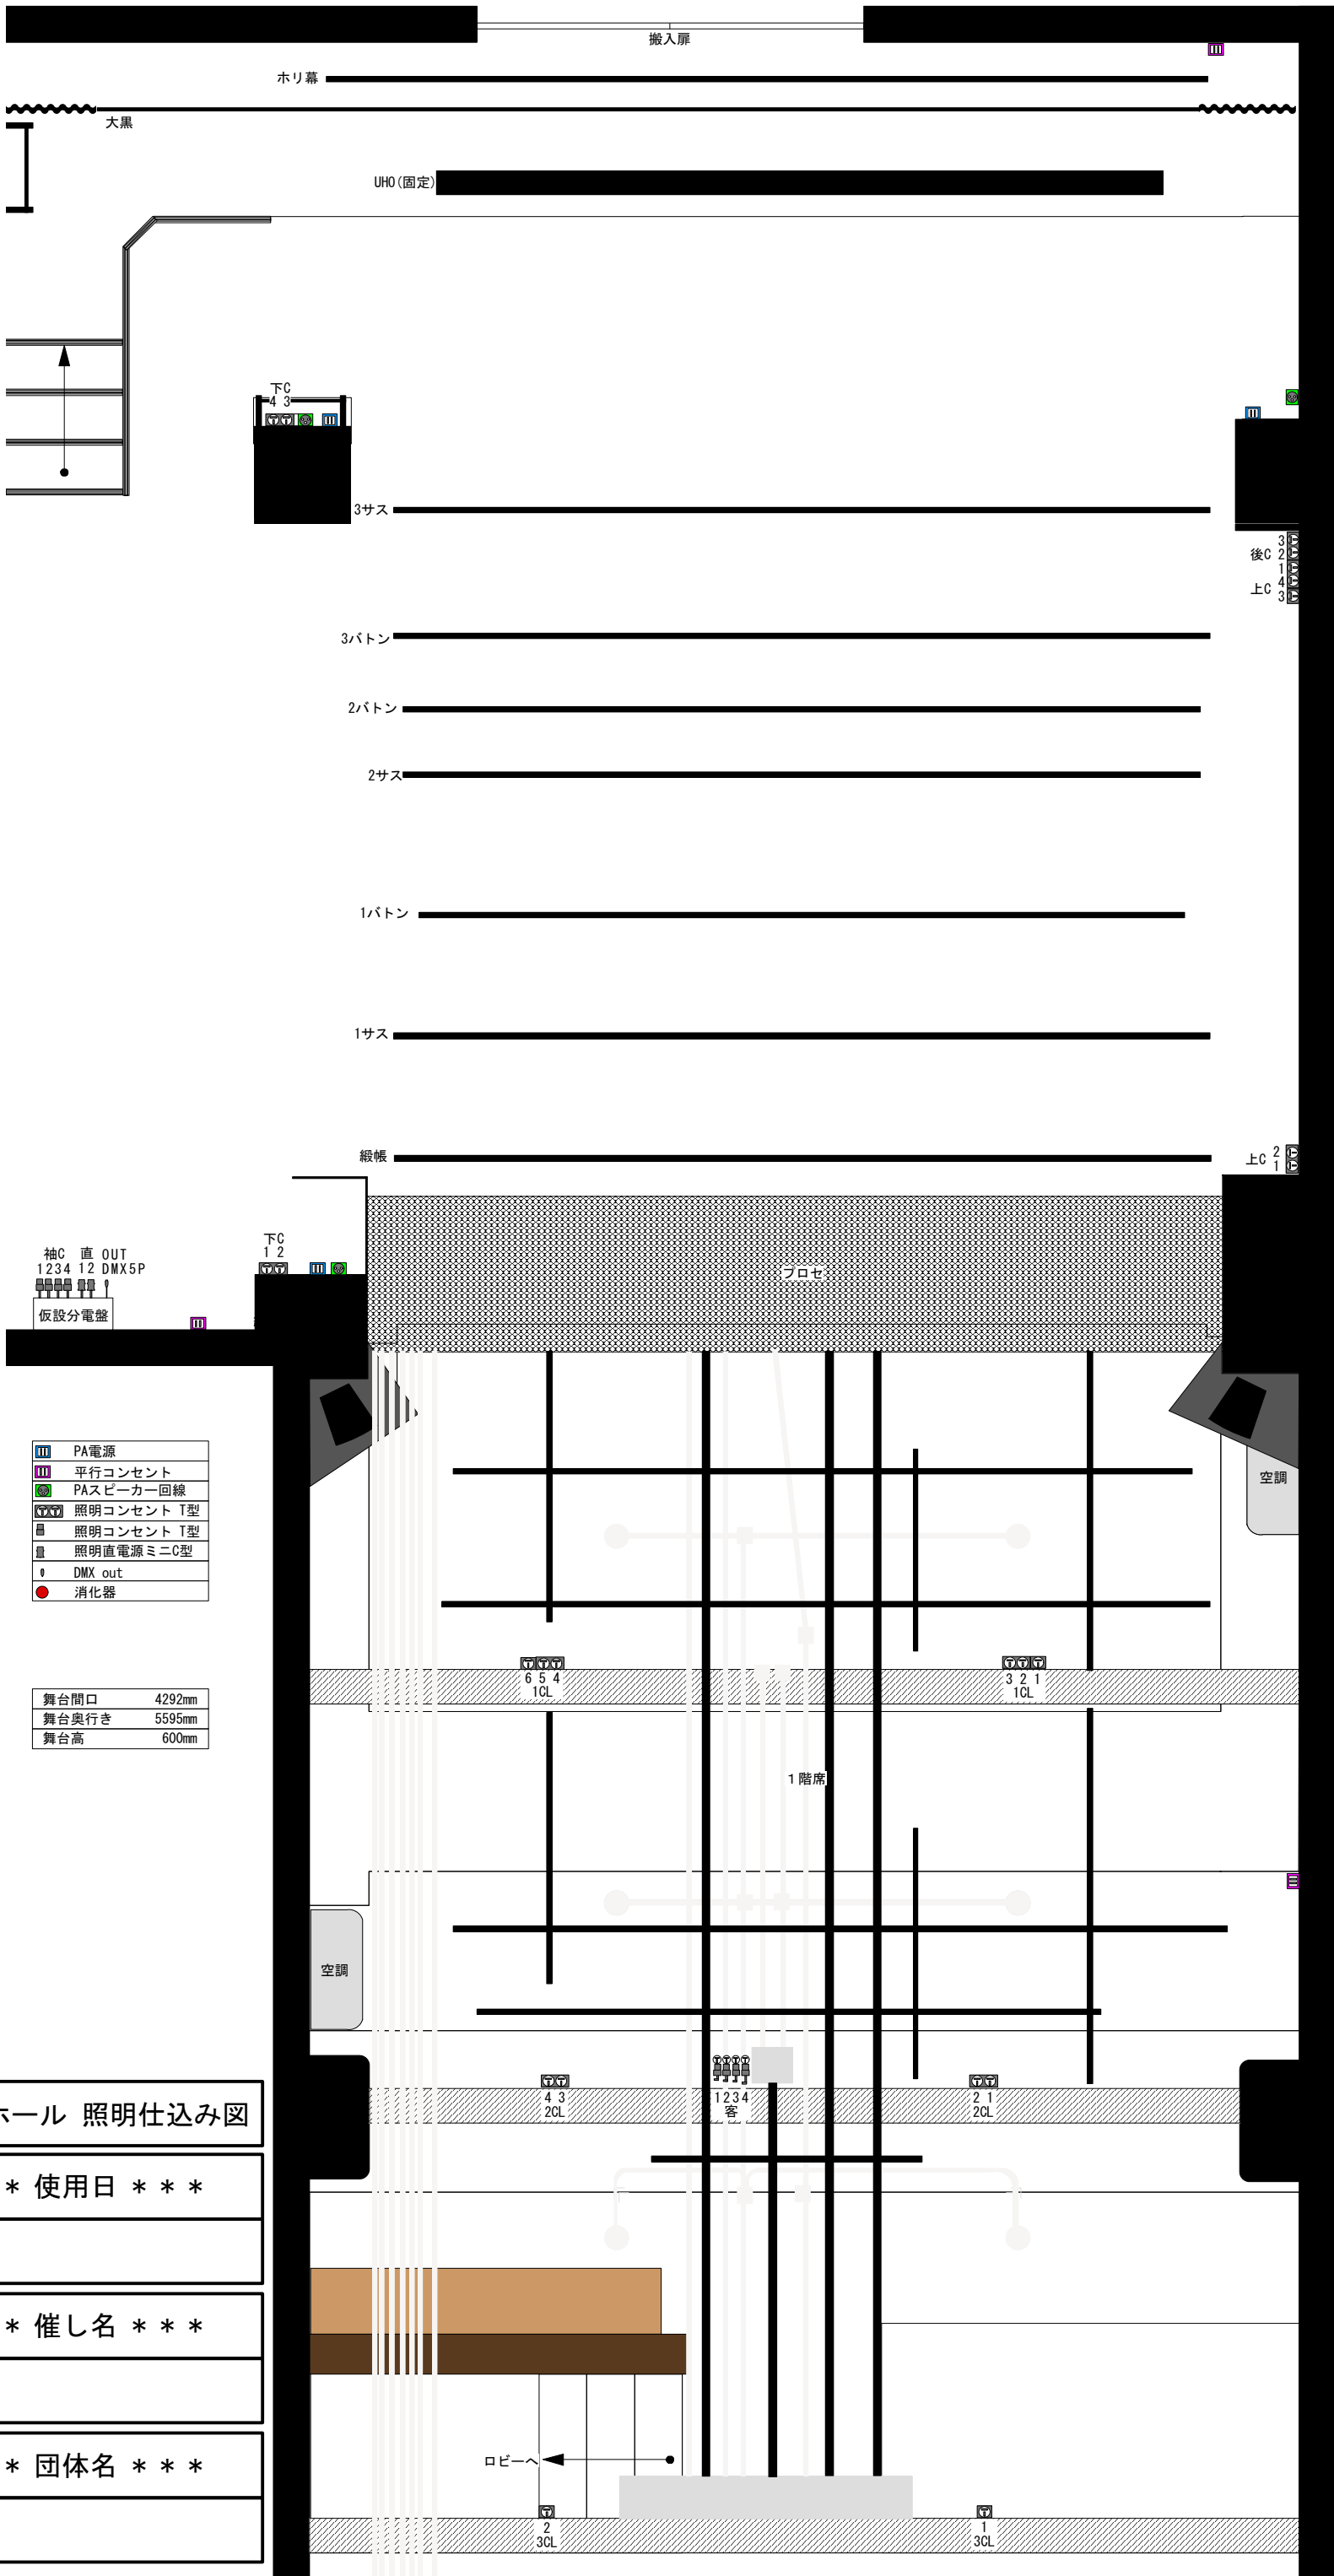 搬入扉
ホリ幕
大黒
UHO(固定)
下C
4 3
3サス
3
後C 2
1
4
上C 3
3バトン
2バトン
2サス
1バトン
1サス
緞帳
上C 2
1
下C
1 2
袖C 直 OUT
1234 12 DMX5P
仮設分電盤
プロセ
PA電源
平行コンセント
PAスピーカー回線
照明コンセント T型
照明コンセント T型
照明直電源ミニC型
DMX out
消化器
空調
6 5 4
1CL
3 2 1
1CL
舞台間口 4292mm
舞台奥行き 5595mm
舞台高 600mm
1階席
空調
4 3
2CL
1234
客
2 1
2CL
ホール 照明仕込み図
* 使用日 * * *
* 催し名 * * *
* 団体名 * * *
ロビーへ
2
3CL
1
3CL